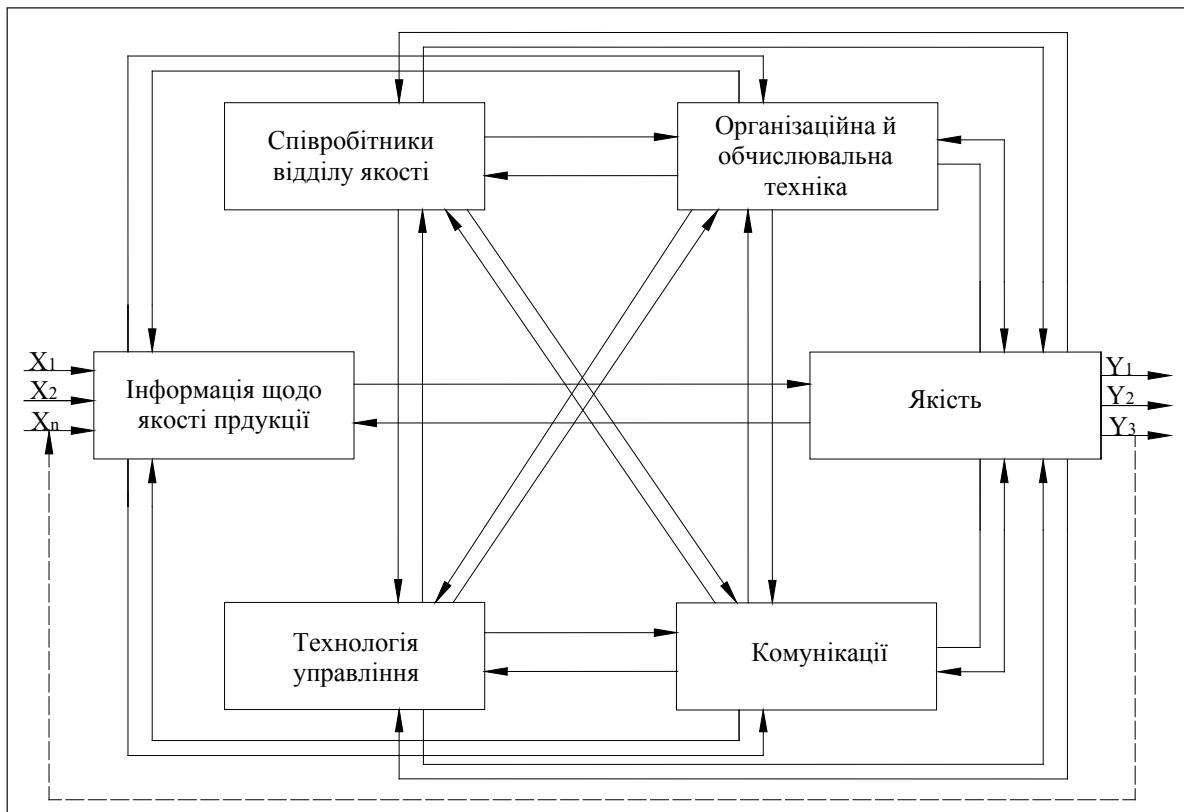 Співробітники
відділу якості
Організаційна й
обчислювальна
техніка
X1
X2
Xn
Інформація щодо
якості прдукції
Якість
Y1
Y2
Y3
Технологія
управління
Комунікації